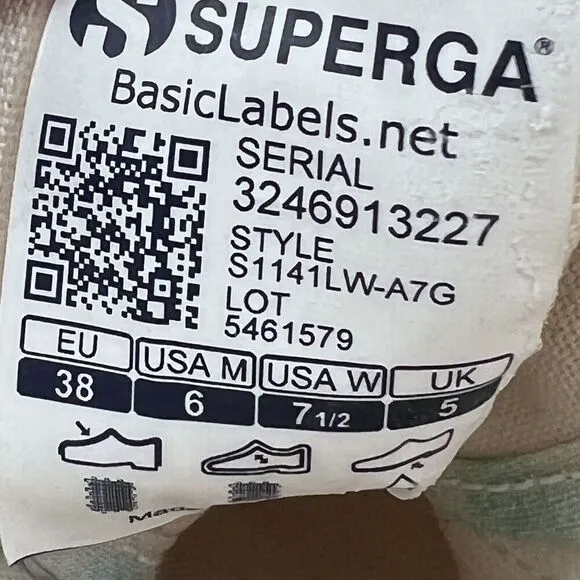 SUPERGA®
BasicLabels.net
SERIAL
3246913227
STYLE
S1141LW-A7G
LOT
5461579
EU USA M USA W UK
38 6 7 1/2 5